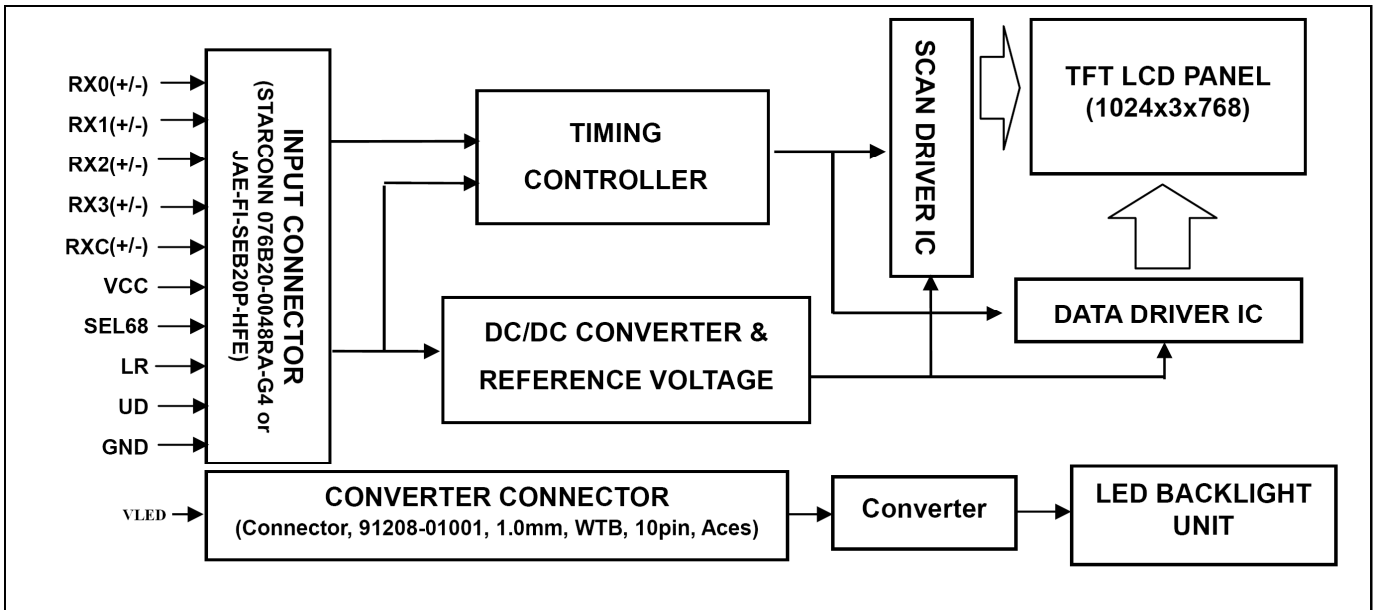 RX0(+/-)
RX1(+/-)
RX2(+/-)
RX3(+/-)
RXC(+/-)
VCC
SEL68
LR
UD
GND
INPUT CONNECTOR
(STARCONN 076B20-0048RA-G4 or
JAE-FI-SEB20P-HFE)
TIMING
CONTROLLER
DC/DC CONVERTER &
REFERENCE VOLTAGE
SCAN DRIVER IC
TFT LCD PANEL
(1024x3x768)
DATA DRIVER IC
VLED
CONVERTER CONNECTOR
(Connector, 91208-01001, 1.0mm, WTB, 10pin, Aces)
Converter
LED BACKLIGHT
UNIT